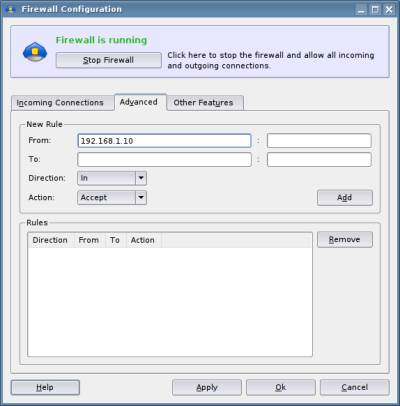 Firewall Configuration
Firewall is running
Stop Firewall
Click here to stop the firewall and allow all incoming
and outgoing connections.
Incoming Connections Advanced Other Features
New Rule
From: 192.168.1.10 :
To: :
Direction: In
Action: Accept Add
Rules
Direction From To Action Remove
Help Apply Ok Cancel